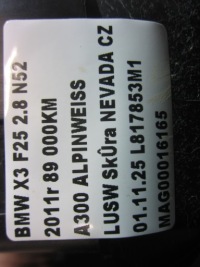 BMW X3 F25 2.8 N52
2011r 89 000KM
A300 ALPINWEISS
LUSW SkÛra NEVADA CZ
01.11.25 L817853M1
MAG00016165